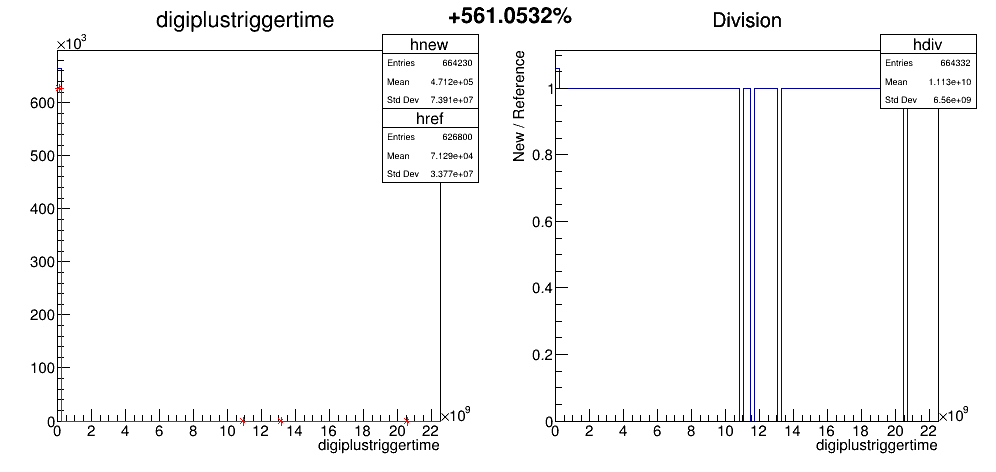 digiplustriggertime
+561.0532%
Division
×10³
hnew
Entries 664230
Mean 4.712e+05
Std Dev 7.391e+07
href
Entries 626800
Mean 7.129e+04
Std Dev 3.377e+07
600
500
400
300
200
100
0
0 2 4 6 8 10 12 14 16 18 20 22
×10⁹
digiplustriggertime
New / Reference
hdiv
Entries 664332
Mean 1.113e+10
Std Dev 6.56e+09
1
0.8
0.6
0.4
0.2
0
0 2 4 6 8 10 12 14 16 18 20 22
×10⁹
digiplustriggertime